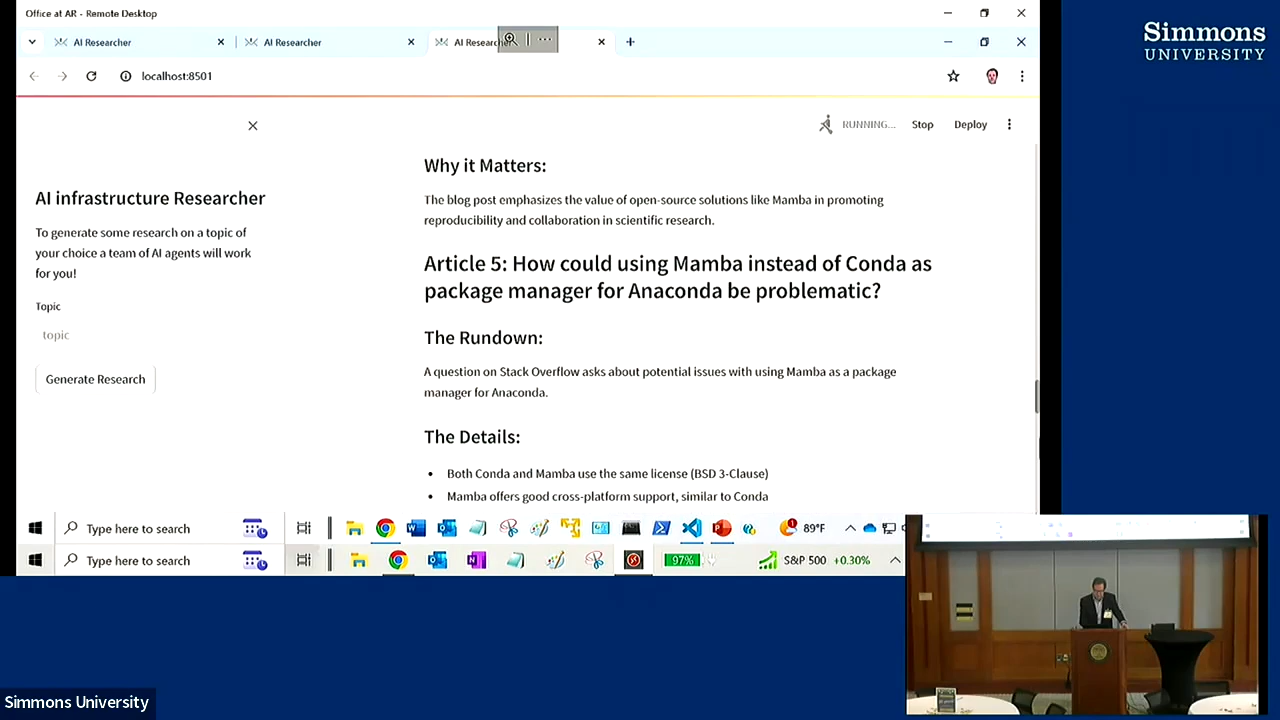 Office at AR - Remote Desktop
AI Researcher
AI Researcher
AI Researcher
localhost:8501
RUNNING...
Stop
Deploy
AI infrastructure Researcher
To generate some research on a topic of
your choice a team of AI agents will work
for you!
Topic
topic
Generate Research
Why it Matters:
The blog post emphasizes the value of open-source solutions like Mamba in promoting
reproducibility and collaboration in scientific research.
Article 5: How could using Mamba instead of Conda as
package manager for Anaconda be problematic?
The Rundown:
A question on Stack Overflow asks about potential issues with using Mamba as a package
manager for Anaconda.
The Details:
• Both Conda and Mamba use the same license (BSD 3-Clause)
• Mamba offers good cross-platform support, similar to Conda
Type here to search
89°F
Type here to search
97%
S&P 500 +0.30%
Simmons
UNIVERSITY
Simmons University